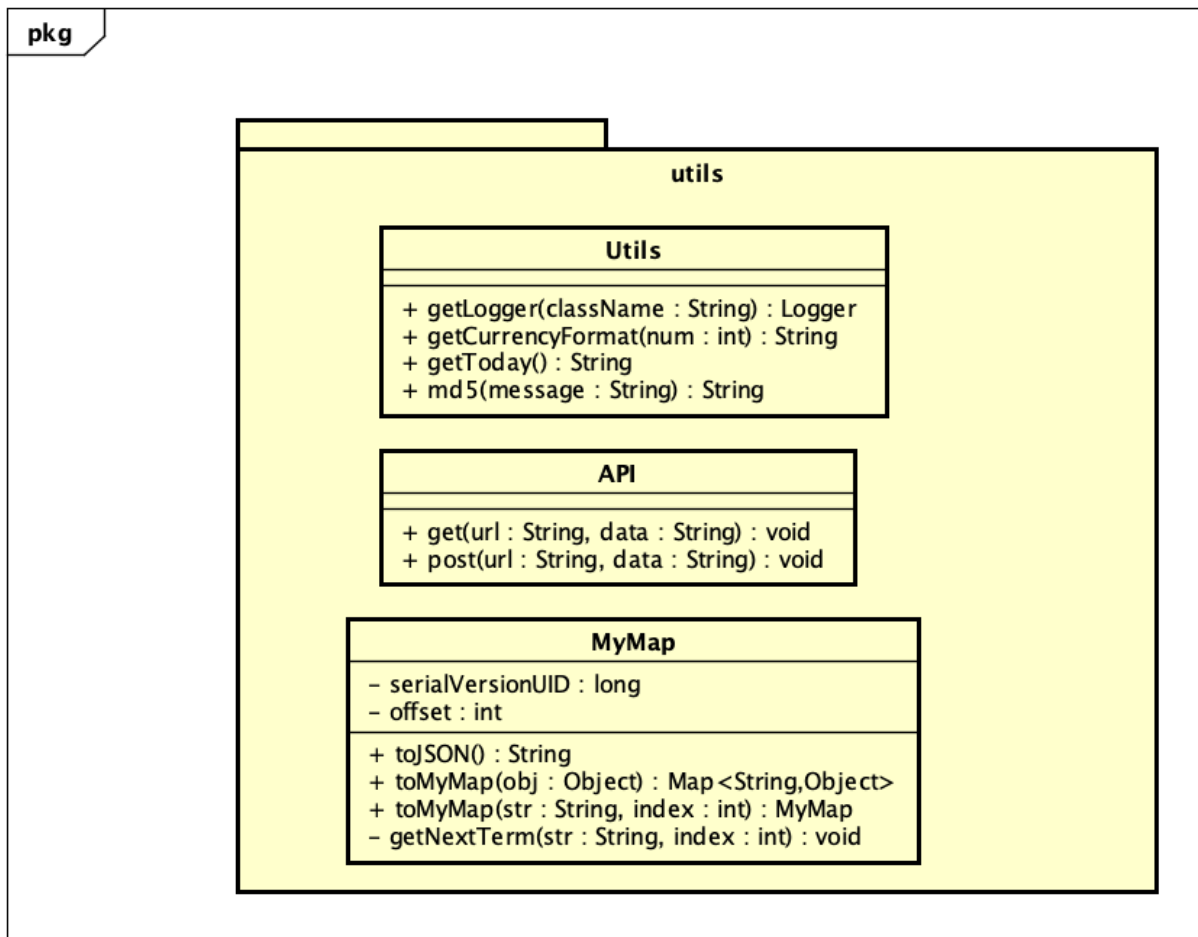 pkg
utils
Utils
+ getLogger(className : String) : Logger
+ getCurrencyFormat(num : int) : String
+ getToday() : String
+ md5(message : String) : String
API
+ get(url : String, data : String) : void
+ post(url : String, data : String) : void
MyMap
– serialVersionUID : long
– offset : int
+ toJSON() : String
+ toMyMap(obj : Object) : Map<String,Object>
+ toMyMap(str : String, index : int) : MyMap
– getNextTerm(str : String, index : int) : void